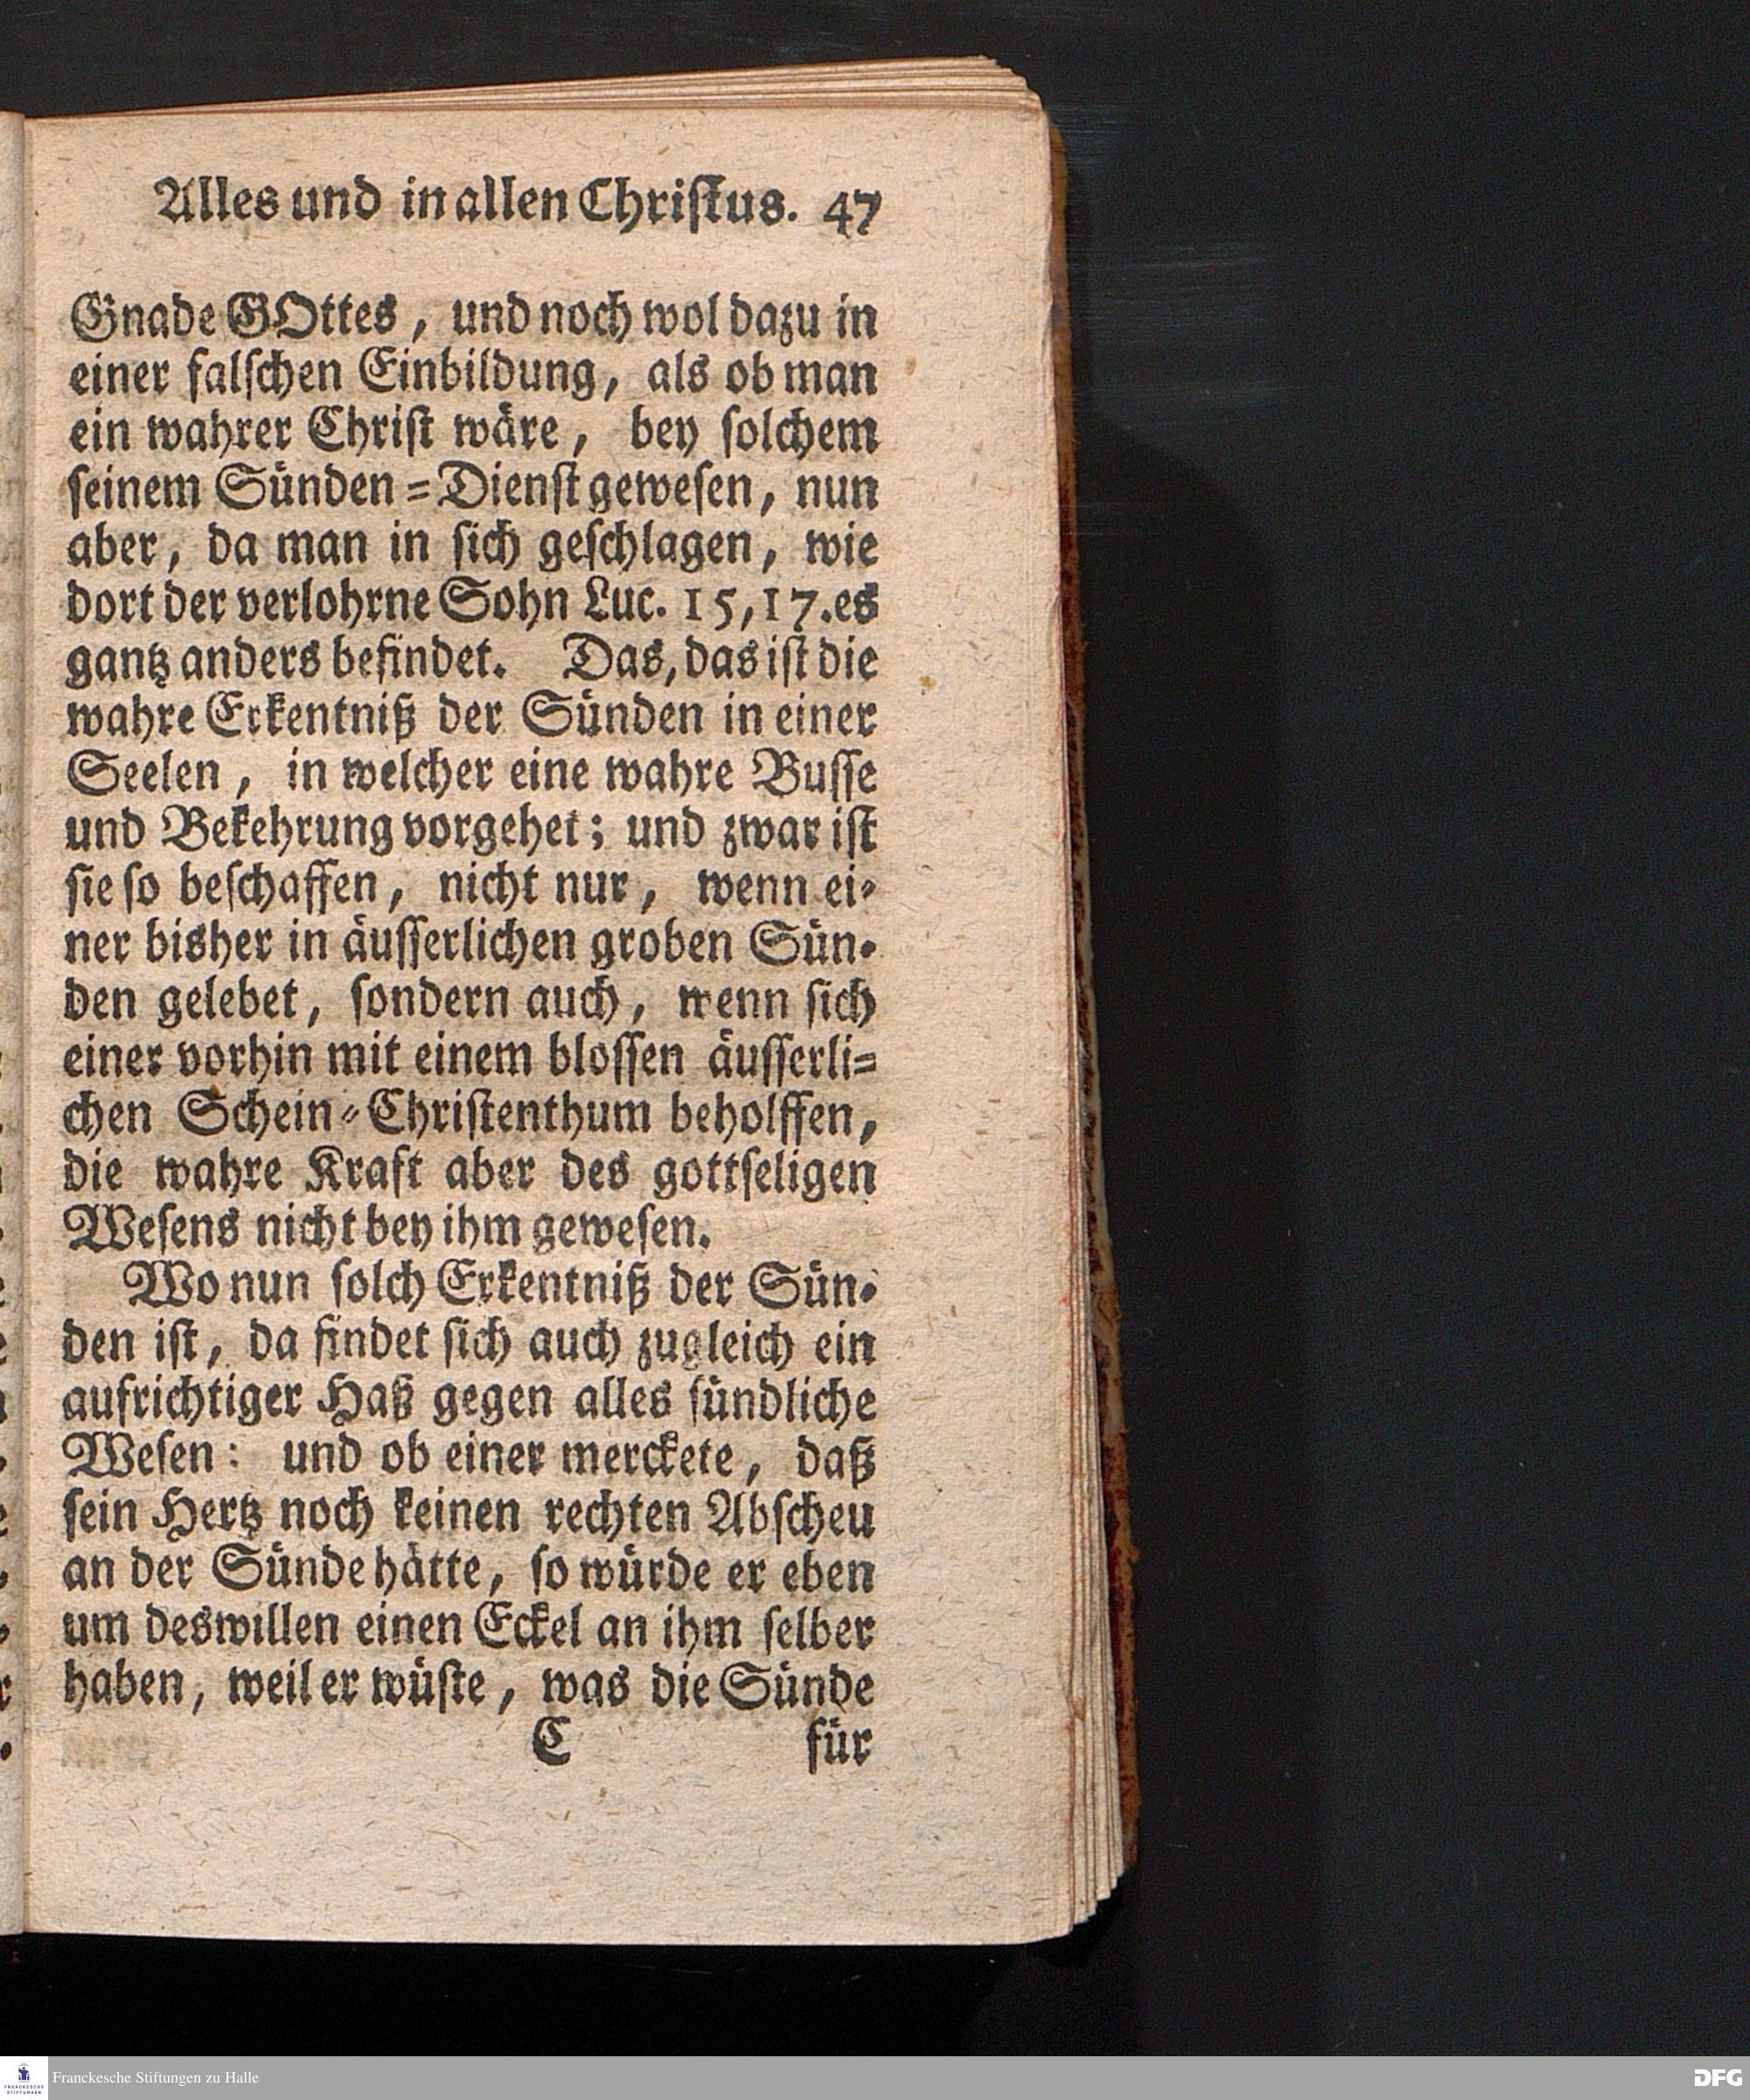 Alles und in allen Chriſtus. 47
Gnade GOttes, und noch wol dazu in
einer falſchen Einbildung, als ob man
ein wahrer Chriſt wäre, bey ſolchem
ſeinem Sünden=Dienſt geweſen, nun
aber, da man in ſich geſchlagen, wie
dort der verlohrne Sohn Luc. 15,17.es
gantz anders befindet. Das, das iſt die
wahre Erkentniß der Sünden in einer
Seelen, in welcher eine wahre Buſſe
und Bekehrung vorgehet; und zwar iſt
ſie ſo beſchaffen, nicht nur, wenn ei=
ner bisher in äuſſerlichen groben Sün=
den gelebet, ſondern auch, wenn ſich
einer vorhin mit einem bloſſen äuſſerli=
chen Schein=Chriſtenthum beholffen,
die wahre Kraft aber des gottſeligen
Weſens nicht bey ihm geweſen.
Wo nun ſolch Erkentniß der Sün=
den iſt, da findet ſich auch zugleich ein
aufrichtiger Haß gegen alles ſündliche
Weſen: und ob einer merckete, daß
ſein Hertz noch keinen rechten Abſcheu
an der Sünde hätte, ſo würde er eben
um deswillen einen Eckel an ihm ſelber
haben, weil er wüſte, was die Sünde
C für
FRANCKESCHE
STIFTUNGEN
Franckesche Stiftungen zu Halle
DFG